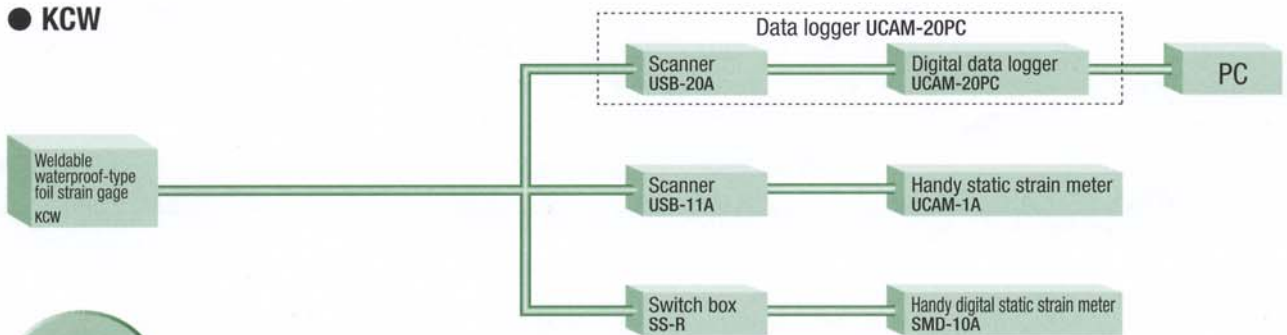 ● KCW
Data logger UCAM-20PC
Scanner
USB-20A
Digital data logger
UCAM-20PC
PC
Weldable
waterproof-type
foil strain gage
KCW
Scanner
USB-11A
Handy static strain meter
UCAM-1A
Switch box
SS-R
Handy digital static strain meter
SMD-10A